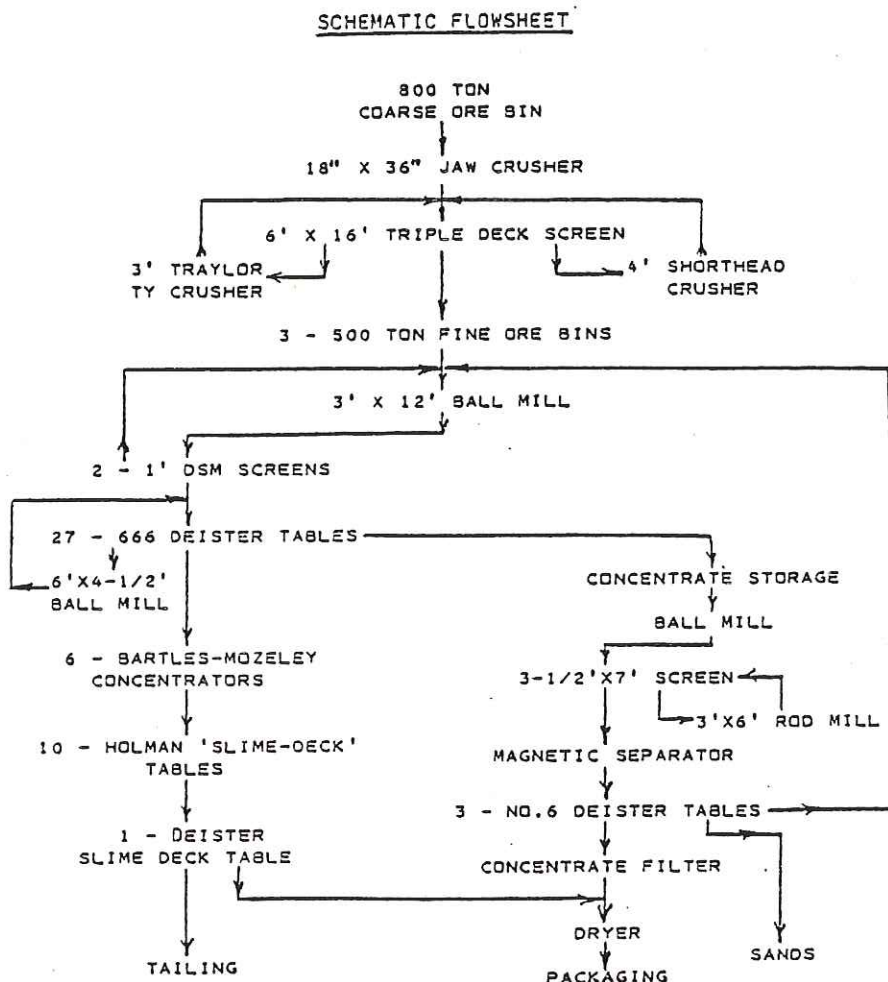 SCHEMATIC FLOWSHEET
800 TON
COARSE ORE BIN
18" X 36" JAW CRUSHER
6' X 16' TRIPLE DECK SCREEN
3' TRAYLOR
TY CRUSHER
4' SHORTHEAD
CRUSHER
3 - 500 TON FINE ORE BINS
3' X 12' BALL MILL
2 - 1' DSM SCREENS
27 - 666 DEISTER TABLES
6'X4-1/2'
BALL MILL
CONCENTRATE STORAGE
BALL MILL
6 - BARTLES-MOZELEY
CONCENTRATORS
3-1/2'X7' SCREEN
3'X6' ROD MILL
10 - HOLMAN 'SLIME-DECK'
TABLES
MAGNETIC SEPARATOR
3 - NO.6 DEISTER TABLES
1 - DEISTER
SLIME DECK TABLE
CONCENTRATE FILTER
DRYER
SANDS
TAILING
PACKAGING